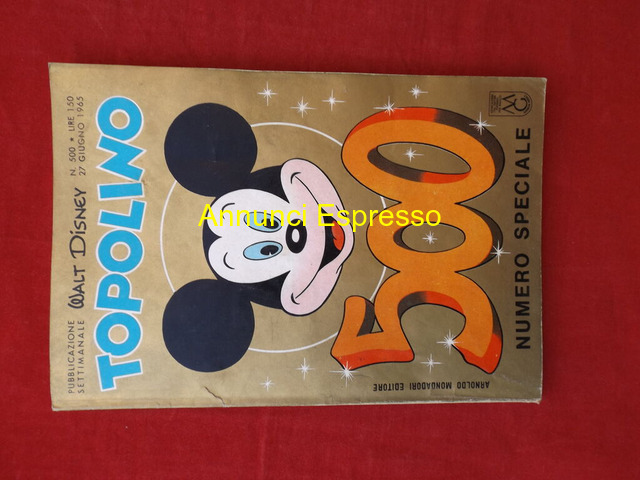 PUBBLICAZIONE
SETTIMANALE
WALT DISNEY
N. 500 * LIRE 150
27 GIUGNO 1965
TOPOLINO
Annunci Espresso
500
NUMERO SPECIALE
ARNOLDO MONDADORI EDITORE